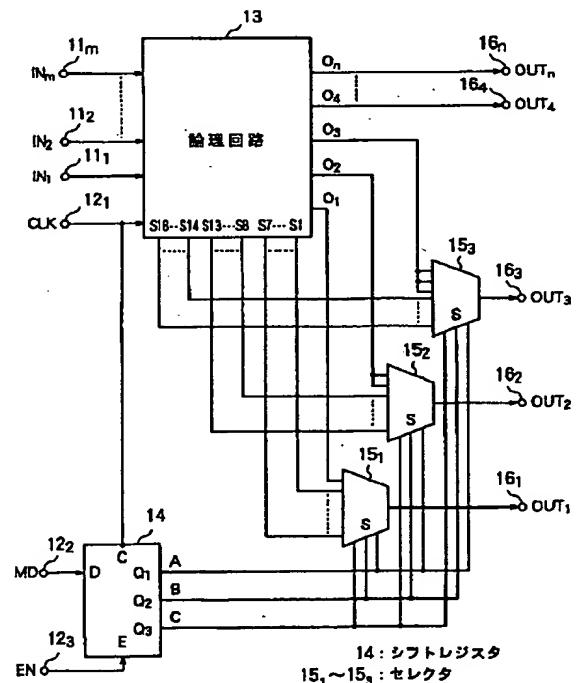 13
11m
INm
11₂
IN₂
11₁
IN₁
12₁
CLK
論理回路
On
O₄
O₃
O₂
O₁
S18--S14 S13---S8 S7---S1
16n
OUTn
16₄
OUT₄
15₃
S
16₃
OUT₃
15₂
S
16₂
OUT₂
15₁
S
16₁
OUT₁
14
12₂
MD
D
C
Q₁
A
Q₂
B
Q₃
C
E
12₃
EN
14:シフトレジスタ
15₁~15₃:セレクタ